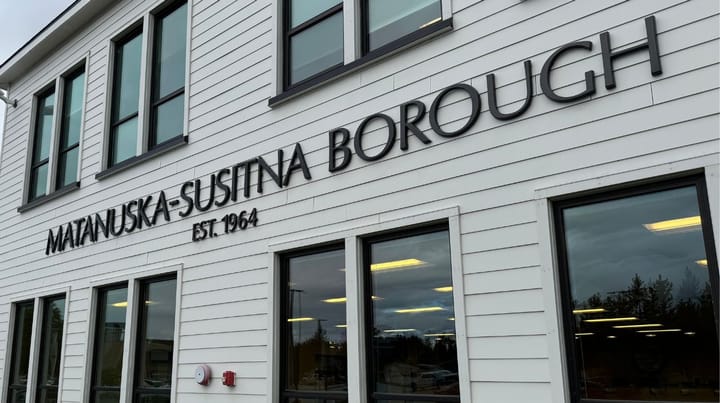 MATANUSKA-SUSITNA BOROUGH
EST. 1964